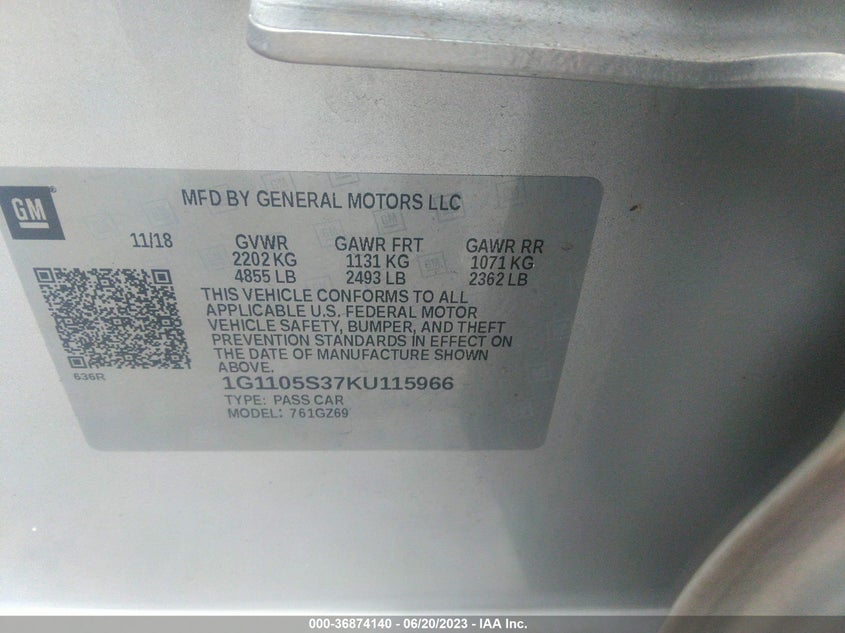 GM
MFD BY GENERAL MOTORS LLC
11/18 GVWR GAWR FRT GAWR RR
2202 KG 1131 KG 1071 KG
4855 LB 2493 LB 2362 LB
THIS VEHICLE CONFORMS TO ALL
APPLICABLE U.S. FEDERAL MOTOR
VEHICLE SAFETY, BUMPER, AND THEFT
PREVENTION STANDARDS IN EFFECT ON
THE DATE OF MANUFACTURE SHOWN
ABOVE.
636R
1G1105S37KU115966
TYPE: PASS CAR
MODEL: 761GZ69
000-36874140 - 06/20/2023 - IAA Inc.